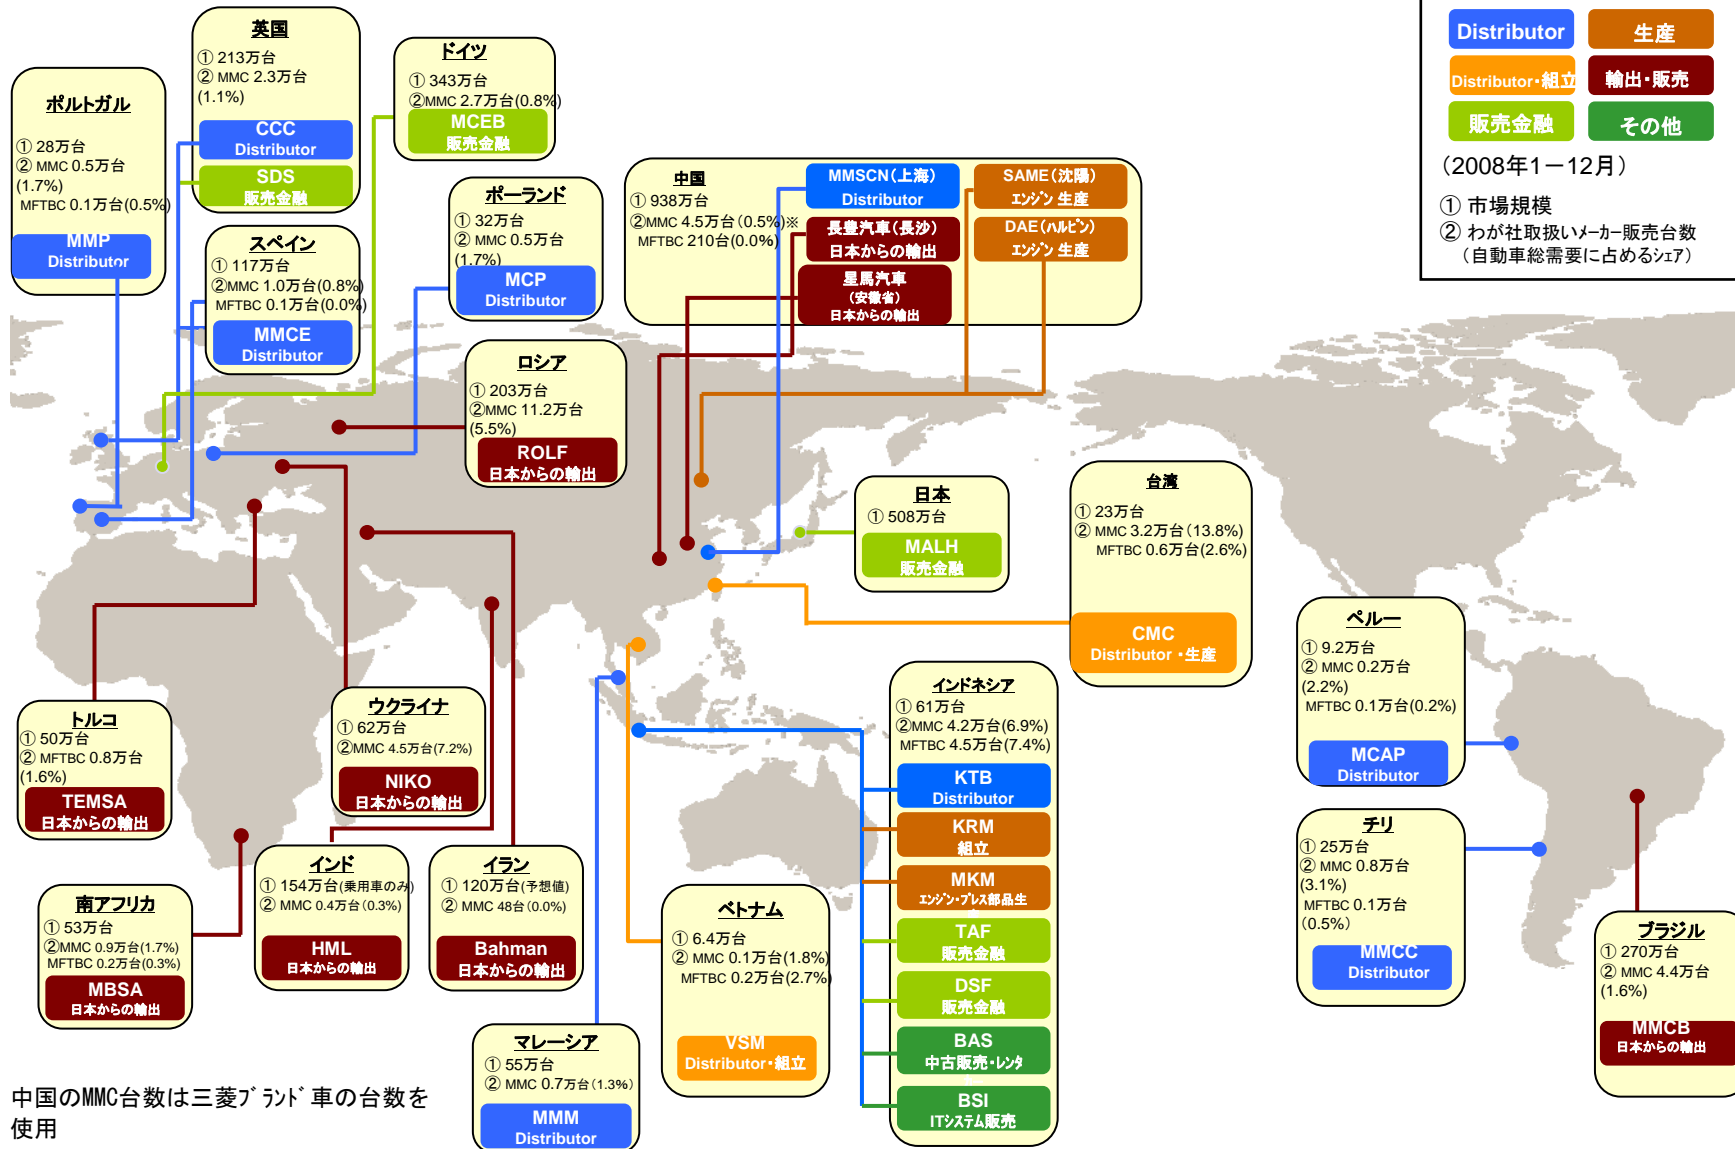 英国
① 213万台
② MMC 2.3万台
(1.1%)
CCC
Distributor
SDS
販売金融
ドイツ
① 343万台
②MMC 2.7万台(0.8%)
MCEB
販売金融
ポルトガル
① 28万台
② MMC 0.5万台
(1.7%)
MFTBC 0.1万台(0.5%)
MMP
Distributor
スペイン
① 117万台
②MMC 1.0万台(0.8%)
MFTBC 0.1万台(0.0%)
MMCE
Distributor
ポーランド
① 32万台
② MMC 0.5万台
(1.7%)
MCP
Distributor
中国
① 938万台
②MMC 4.5万台(0.5%)※
MFTBC 210台(0.0%)
MMSCN(上海)
Distributor
長豊汽車(長沙)
日本からの輸出
星馬汽車
(安徽省)
日本からの輸出
SAME(沈陽)
エンジン 生産
DAE(ハルビン)
エンジン 生産
Distributor
生産
Distributor・組立
輸出・販売
販売金融
その他
(2008年1－12月)
① 市場規模
② わが社取扱いメーカー販売台数
(自動車総需要に占めるシェア)
ロシア
① 203万台
②MMC 11.2万台
(5.5%)
ROLF
日本からの輸出
日本
① 508万台
MALH
販売金融
台湾
① 23万台
② MMC 3.2万台(13.8%)
MFTBC 0.6万台(2.6%)
CMC
Distributor ・生産
ペルー
① 9.2万台
② MMC 0.2万台
(2.2%)
MFTBC 0.1万台(0.2%)
MCAP
Distributor
トルコ
① 50万台
② MFTBC 0.8万台
(1.6%)
TEMSA
日本からの輸出
ウクライナ
① 62万台
②MMC 4.5万台(7.2%)
NIKO
日本からの輸出
インドネシア
① 61万台
②MMC 4.2万台(6.9%)
MFTBC 4.5万台(7.4%)
KTB
Distributor
KRM
組立
MKM
エンジン・プレス部品生
TAF
販売金融
DSF
販売金融
BAS
中古販売・レンタ
BSI
ITシステム販売
チリ
① 25万台
② MMC 0.8万台
(3.1%)
MFTBC 0.1万台
(0.5%)
MMCC
Distributor
南アフリカ
① 53万台
②MMC 0.9万台(1.7%)
MFTBC 0.2万台(0.3%)
MBSA
日本からの輸出
インド
① 154万台(乗用車のみ)
② MMC 0.4万台(0.3%)
HML
日本からの輸出
イラン
① 120万台(予想値)
② MMC 48台(0.0%)
Bahman
日本からの輸出
ベトナム
① 6.4万台
② MMC 0.1万台(1.8%)
MFTBC 0.2万台(2.7%)
VSM
Distributor・組立
ブラジル
① 270万台
② MMC 4.4万台
(1.6%)
MMCB
日本からの輸出
マレーシア
① 55万台
② MMC 0.7万台(1.3%)
MMM
Distributor
中国のMMC台数は三菱ブランド車の台数を
使用